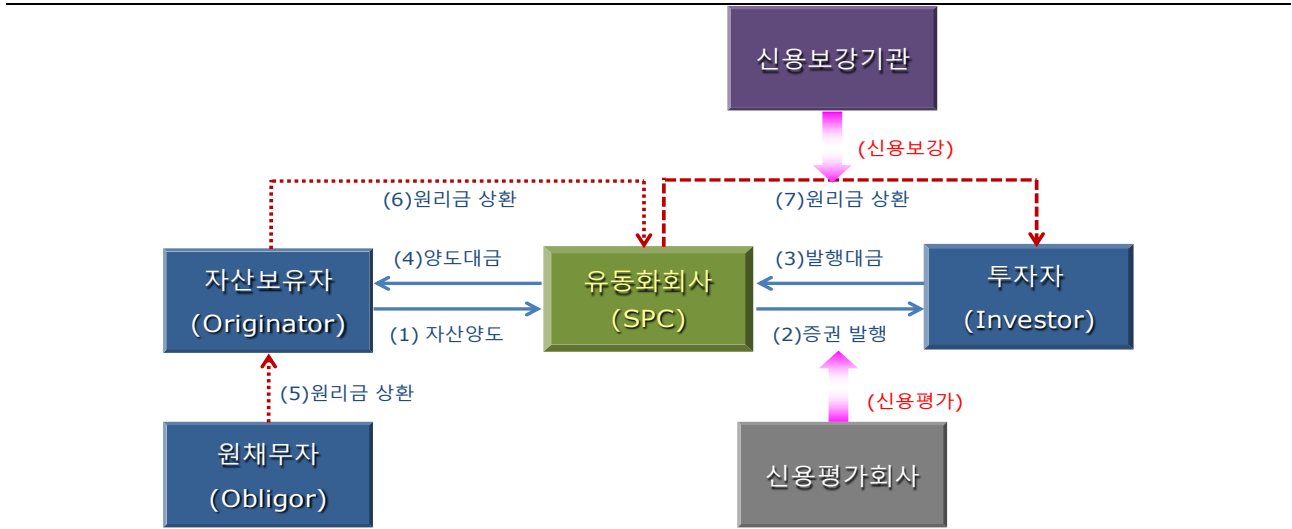 신용보강기관
(신용보강)
(6)원리금 상환
(7)원리금 상환
자산보유자
(Originator)
(4)양도대금
(1) 자산양도
유동화회사
(SPC)
(3)발행대금
(2)증권 발행
투자자
(Investor)
(5)원리금 상환
(신용평가)
원채무자
(Obligor)
신용평가회사